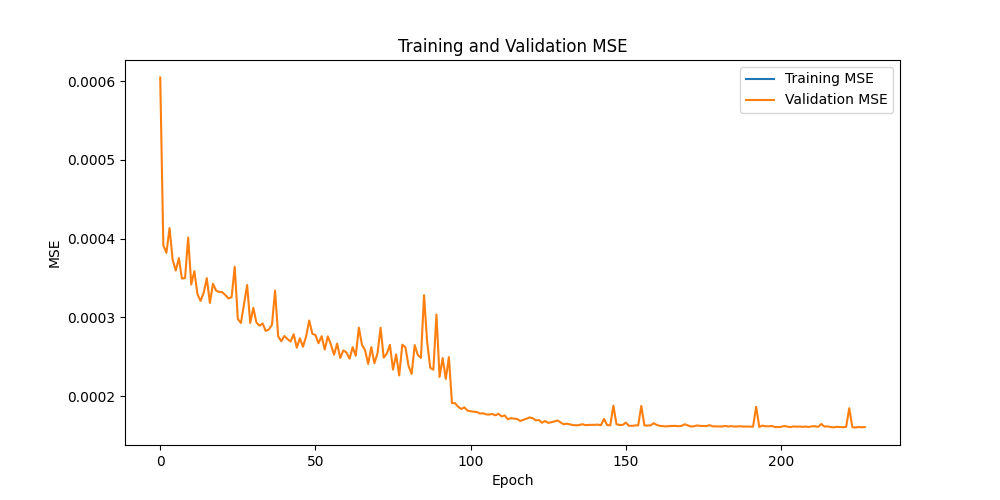 Training and Validation MSE
Training MSE
Validation MSE
0.0006
0.0005
0.0004
0.0003
0.0002
MSE
0
50
100
150
200
Epoch